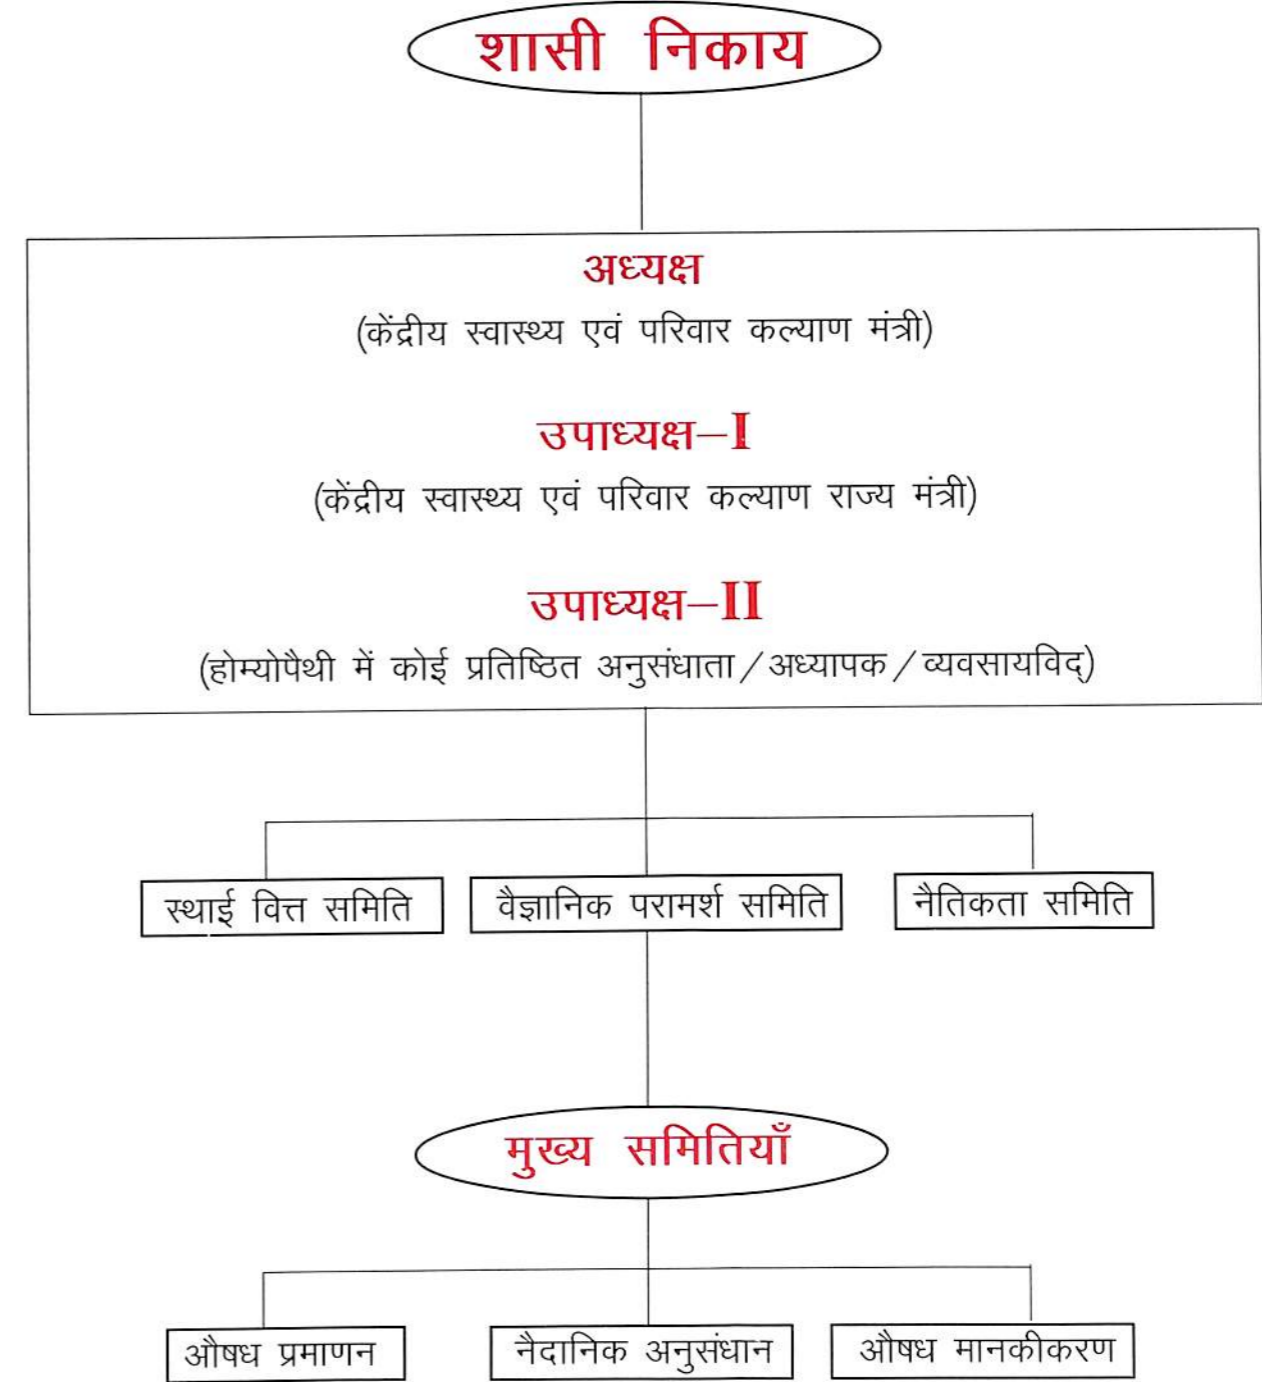 शासी निकाय
अध्यक्ष
(केंद्रीय स्वास्थ्य एवं परिवार कल्याण मंत्री)
उपाध्यक्ष–I
(केंद्रीय स्वास्थ्य एवं परिवार कल्याण राज्य मंत्री)
उपाध्यक्ष–II
(होम्योपैथी में कोई प्रतिष्ठित अनुसंधाता/अध्यापक/व्यवसायविद्)
स्थाई वित्त समिति
वैज्ञानिक परामर्श समिति
नैतिकता समिति
मुख्य समितियाँ
औषध प्रमाणन
नैदानिक अनुसंधान
औषध मानकीकरण